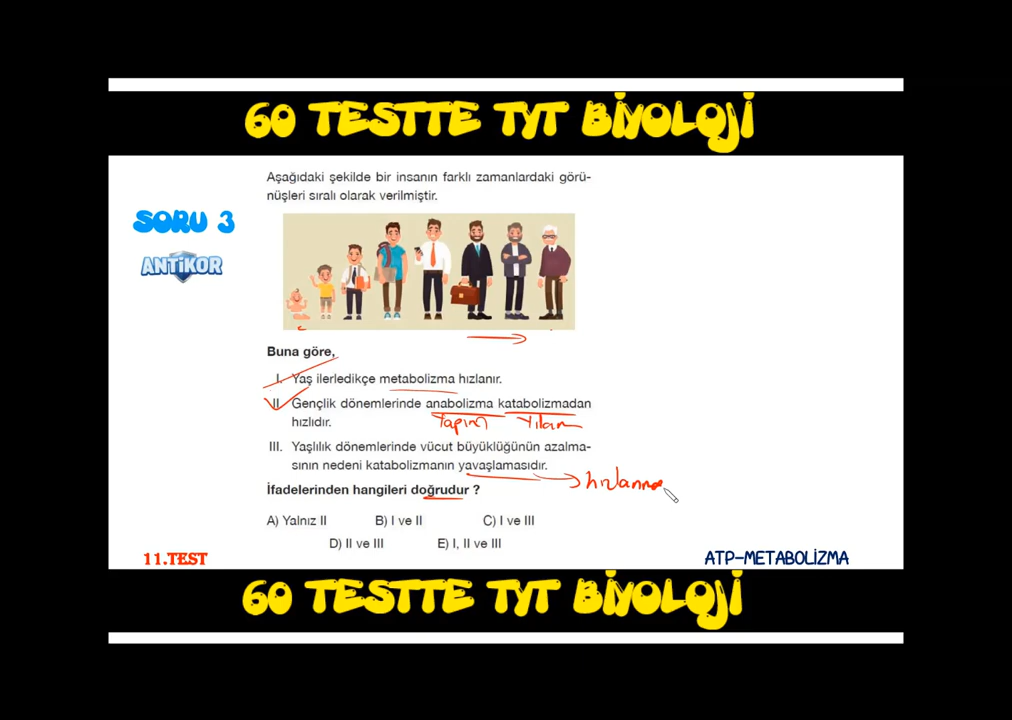 60 TESTTE TYT BİYOLOJİ
SORU 3
ANTİKOR
Aşağıdaki şekilde bir insanın farklı zamanlardaki görü-
nüşleri sıralı olarak verilmiştir.
Buna göre,
I. Yaş ilerledikçe metabolizma hızlanır.
II. Gençlik dönemlerinde anabolizma katabolizmadan
hızlıdır.
Yapım Yıkım
III. Yaşlılık dönemlerinde vücut büyüklüğünün azalma-
sının nedeni katabolizmanın yavaşlamasıdır.
hızlanma
İfadelerinden hangileri doğrudur ?
A) Yalnız II B) I ve II C) I ve III
D) II ve III E) I, II ve III
11.TEST
ATP-METABOLİZMA
60 TESTTE TYT BİYOLOJİ